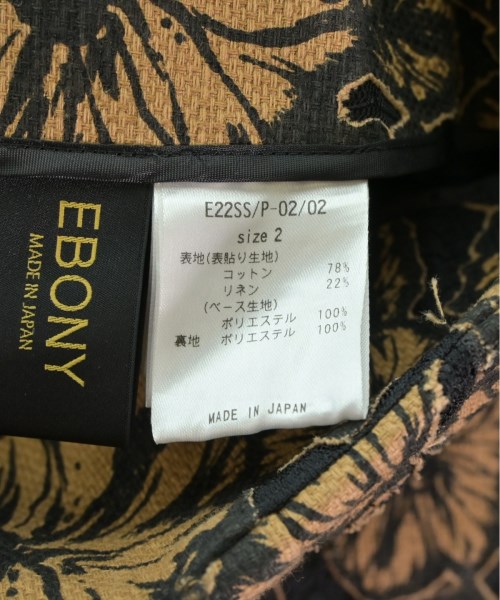 EBONY
MADE IN JAPAN
E22SS/P-02/02
size 2
表地(表貼り生地)
コットン 78%
リネン 22%
(ベース生地)
ポリエステル 100%
裏地 ポリエステル 100%
MADE IN JAPAN